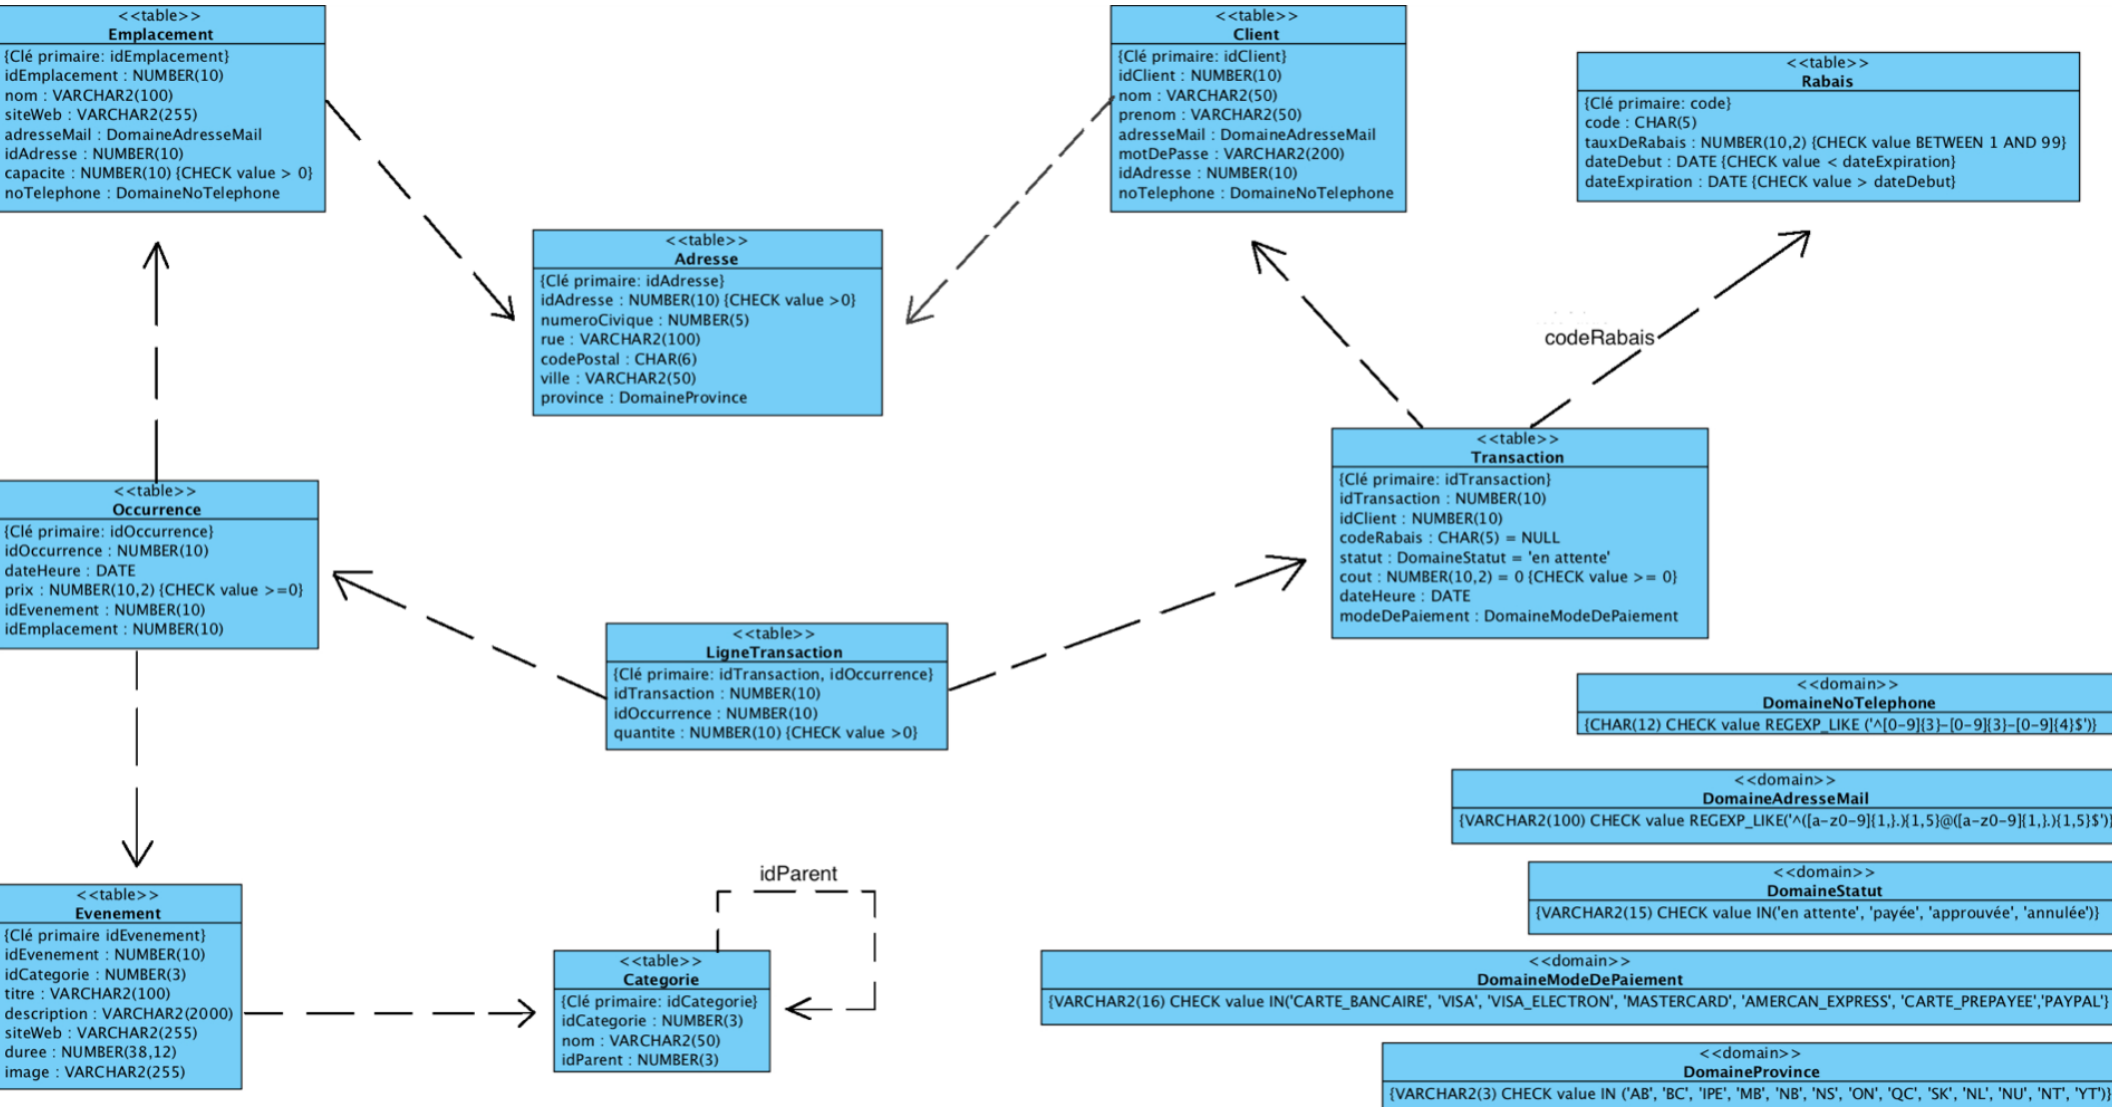 <<table>>
Emplacement
{Clé primaire: idEmplacement}
idEmplacement : NUMBER(10)
nom : VARCHAR2(100)
siteWeb : VARCHAR2(255)
adresseMail : DomaineAdresseMail
idAdresse : NUMBER(10)
capacite : NUMBER(10) {CHECK value > 0}
noTelephone : DomaineNoTelephone
<<table>>
Client
{Clé primaire: idClient}
idClient : NUMBER(10)
nom : VARCHAR2(50)
prenom : VARCHAR2(50)
adresseMail : DomaineAdresseMail
motDePasse : VARCHAR2(200)
idAdresse : NUMBER(10)
noTelephone : DomaineNoTelephone
<<table>>
Rabais
{Clé primaire: code}
code : CHAR(5)
tauxDeRabais : NUMBER(10,2) {CHECK value BETWEEN 1 AND 99}
dateDebut : DATE {CHECK value < dateExpiration}
dateExpiration : DATE {CHECK value > dateDebut}
<<table>>
Adresse
{Clé primaire: idAdresse}
idAdresse : NUMBER(10) {CHECK value >0}
numeroCivique : NUMBER(5)
rue : VARCHAR2(100)
codePostal : CHAR(6)
ville : VARCHAR2(50)
province : DomaineProvince
codeRabais
<<table>>
Transaction
{Clé primaire: idTransaction}
idTransaction : NUMBER(10)
idClient : NUMBER(10)
codeRabais : CHAR(5) = NULL
statut : DomaineStatut = 'en attente'
cout : NUMBER(10,2) = 0 {CHECK value >= 0}
dateHeure : DATE
modeDePaiement : DomaineModeDePaiement
<<table>>
Occurrence
{Clé primaire: idOccurrence}
idOccurrence : NUMBER(10)
dateHeure : DATE
prix : NUMBER(10,2) {CHECK value >=0}
idEvenement : NUMBER(10)
idEmplacement : NUMBER(10)
<<table>>
LigneTransaction
{Clé primaire: idTransaction, idOccurrence}
idTransaction : NUMBER(10)
idOccurrence : NUMBER(10)
quantite : NUMBER(10) {CHECK value >0}
<<domain>>
DomaineNoTelephone
{CHAR(12) CHECK value REGEXP_LIKE ('^[0-9]{3}-[0-9]{3}-[0-9]{4}$')}
<<domain>>
DomaineAdresseMail
{VARCHAR2(100) CHECK value REGEXP_LIKE('^([a-z0-9]{1,}.){1,5}@([a-z0-9]{1,}.){1,5}$')}
<<domain>>
DomaineStatut
{VARCHAR2(15) CHECK value IN('en attente', 'payée', 'approuvée', 'annulée')}
<<domain>>
DomaineModeDePaiement
{VARCHAR2(16) CHECK value IN('CARTE_BANCAIRE', 'VISA', 'VISA_ELECTRON', 'MASTERCARD', 'AMERCAN_EXPRESS', 'CARTE_PREPAYEE','PAYPAL'}
<<domain>>
DomaineProvince
{VARCHAR2(3) CHECK value IN ('AB', 'BC', 'IPE', 'MB', 'NB', 'NS', 'ON', 'QC', 'SK', 'NL', 'NU', 'NT', 'YT')}
<<table>>
Evenement
{Clé primaire idEvenement}
idEvenement : NUMBER(10)
idCategorie : NUMBER(3)
titre : VARCHAR2(100)
description : VARCHAR2(2000)
siteWeb : VARCHAR2(255)
duree : NUMBER(38,12)
image : VARCHAR2(255)
idParent
<<table>>
Categorie
{Clé primaire: idCategorie}
idCategorie : NUMBER(3)
nom : VARCHAR2(50)
idParent : NUMBER(3)